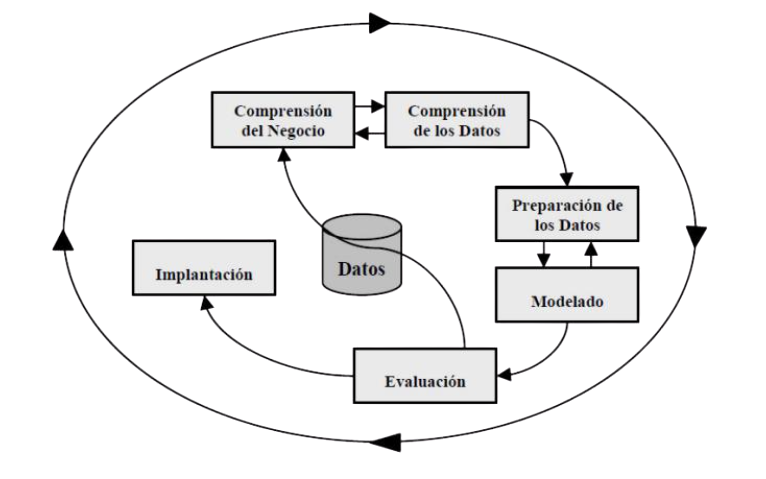 Comprensión
del Negocio
Comprensión
de los Datos
Preparación de
los Datos
Datos
Implantación
Modelado
Evaluación